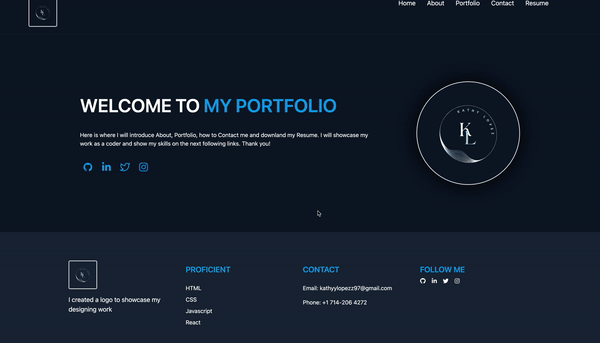 Home About Portfolio Contact Resume
WELCOME TO MY PORTFOLIO
Here is where I will introduce About, Portfolio, how to Contact me and downland my Resume. I will showcase my
work as a coder and show my skills on the next following links. Thank you!
KATHY LOPEZ
KL
I created a logo to showcase my
designing work
PROFICIENT
HTML
CSS
Javascript
React
CONTACT
Email: kathyylopezz97@gmail.com
Phone: +1 714-206 4272
FOLLOW ME